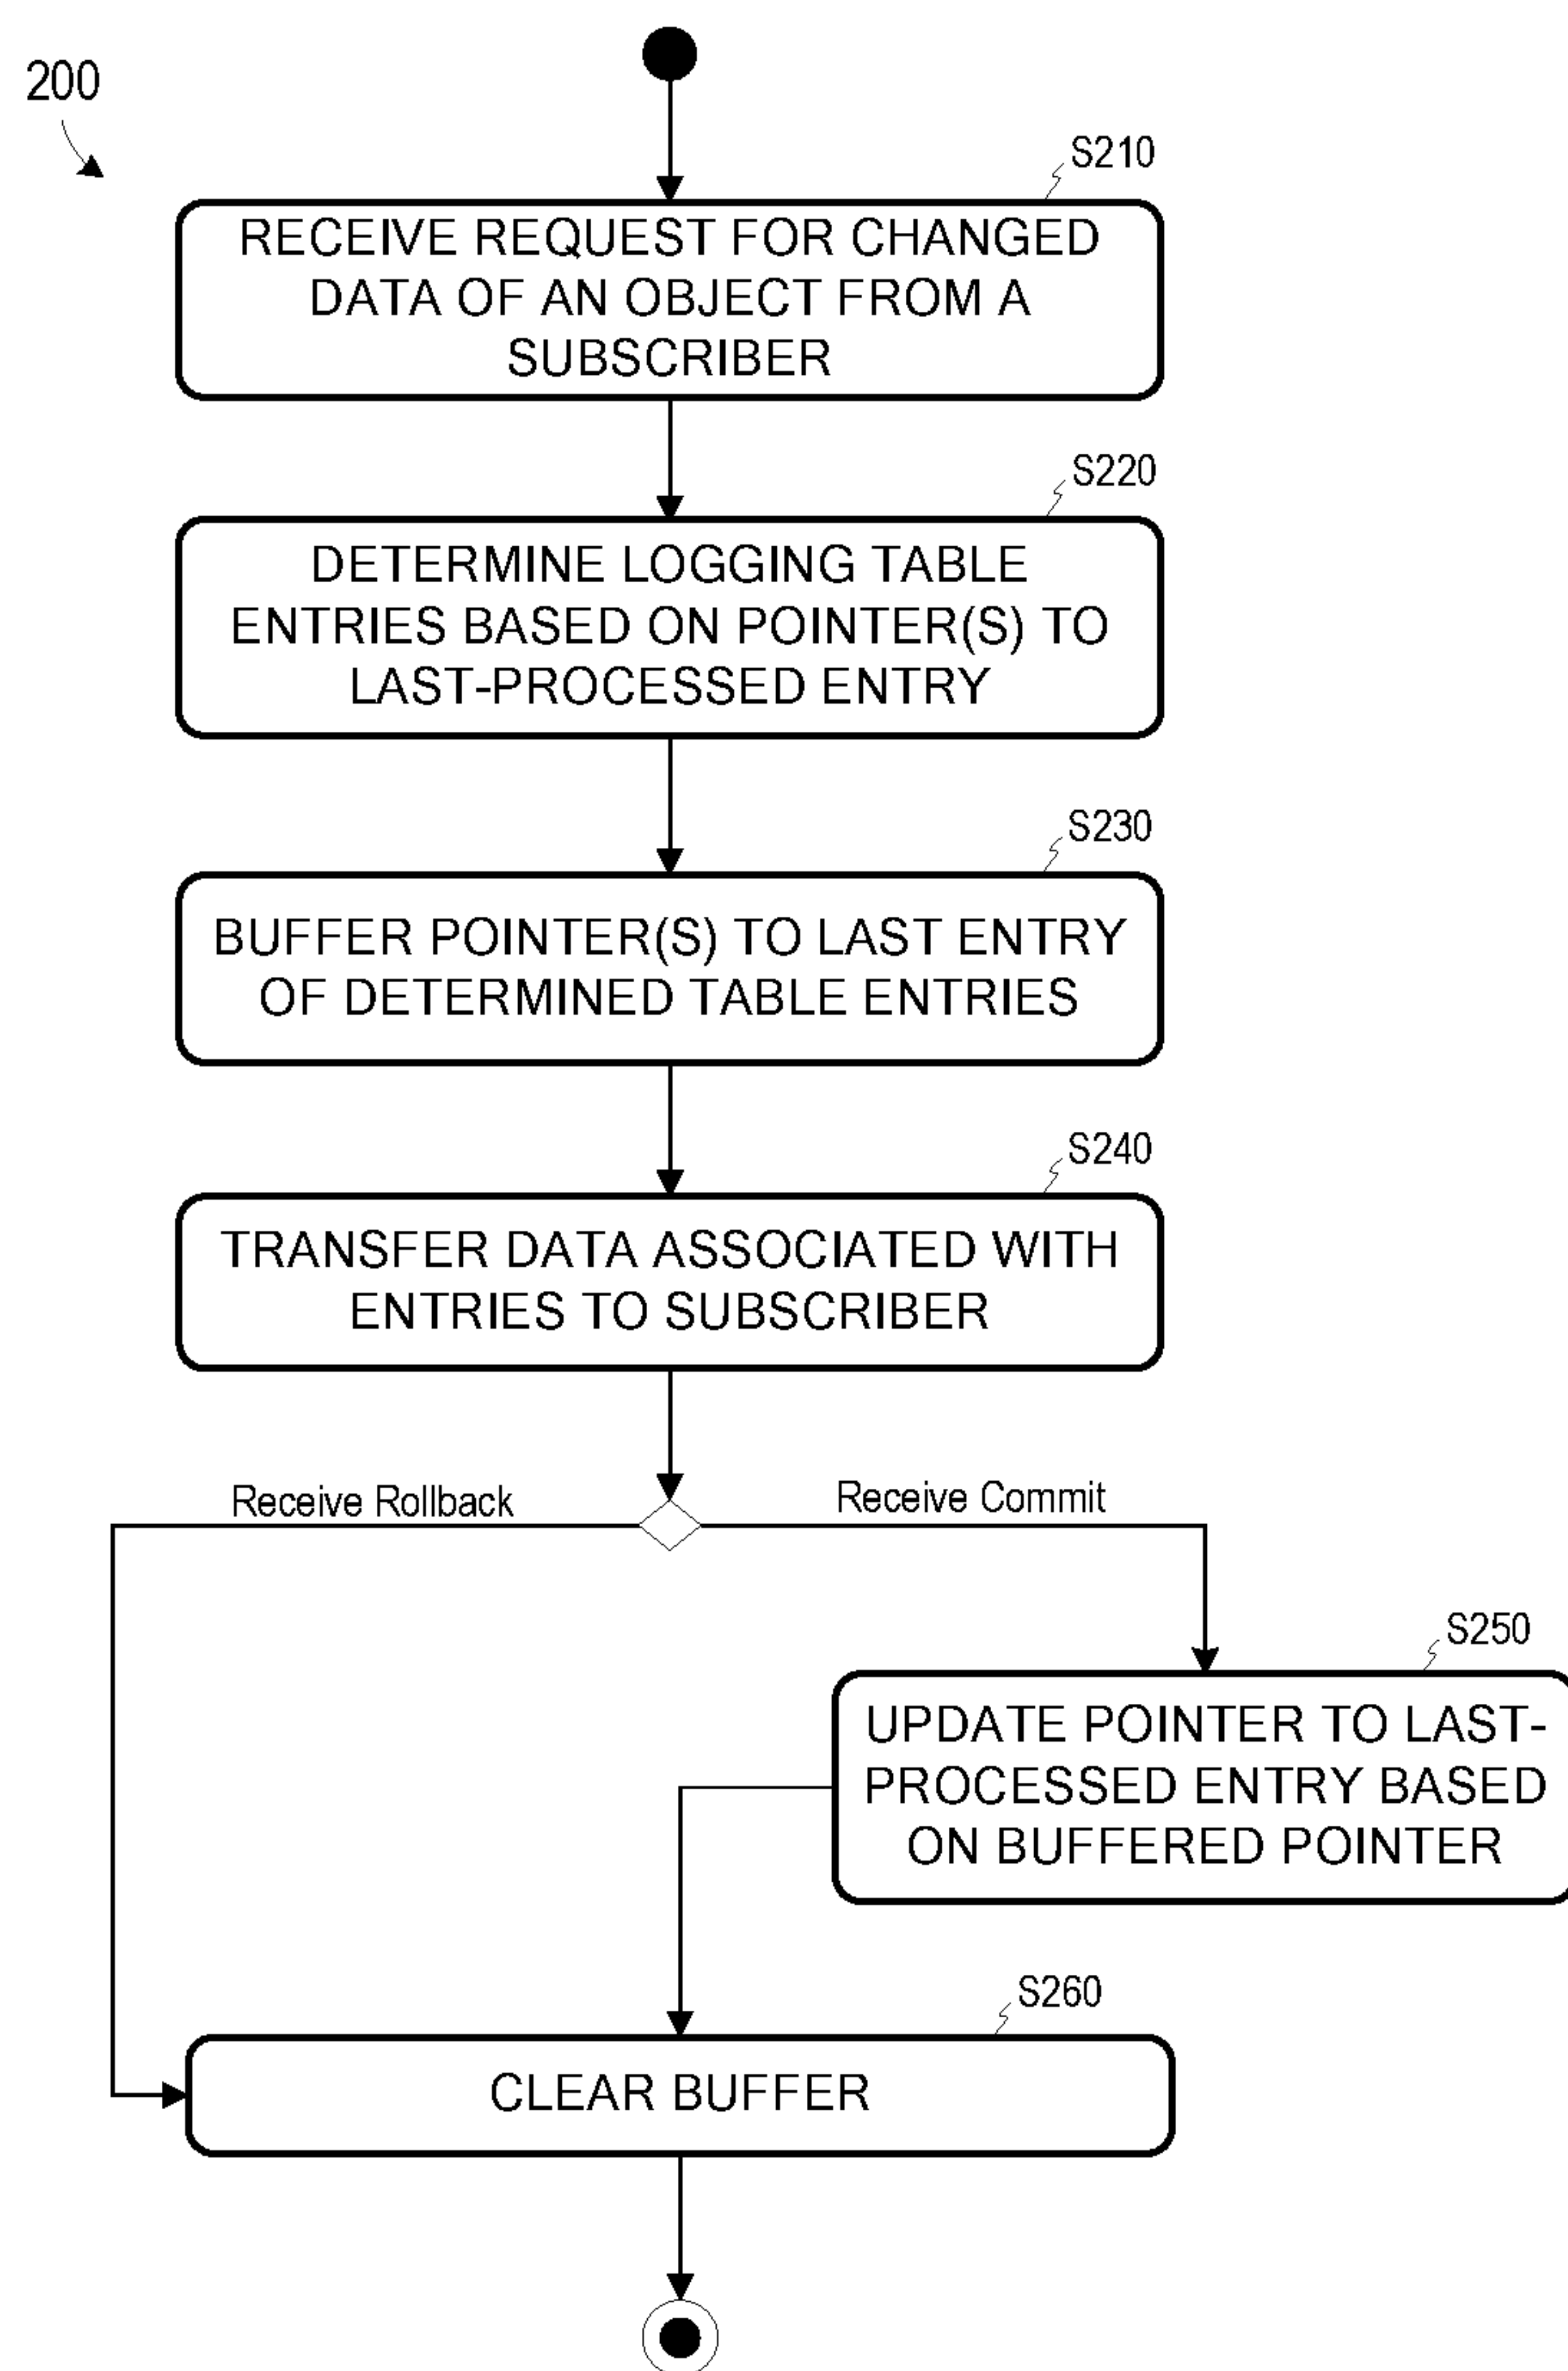 200
S210
RECEIVE REQUEST FOR CHANGED
DATA OF AN OBJECT FROM A
SUBSCRIBER
S220
DETERMINE LOGGING TABLE
ENTRIES BASED ON POINTER(S) TO
LAST-PROCESSED ENTRY
S230
BUFFER POINTER(S) TO LAST ENTRY
OF DETERMINED TABLE ENTRIES
S240
TRANSFER DATA ASSOCIATED WITH
ENTRIES TO SUBSCRIBER
Receive Rollback
Receive Commit
S250
UPDATE POINTER TO LAST-
PROCESSED ENTRY BASED
ON BUFFERED POINTER
S260
CLEAR BUFFER